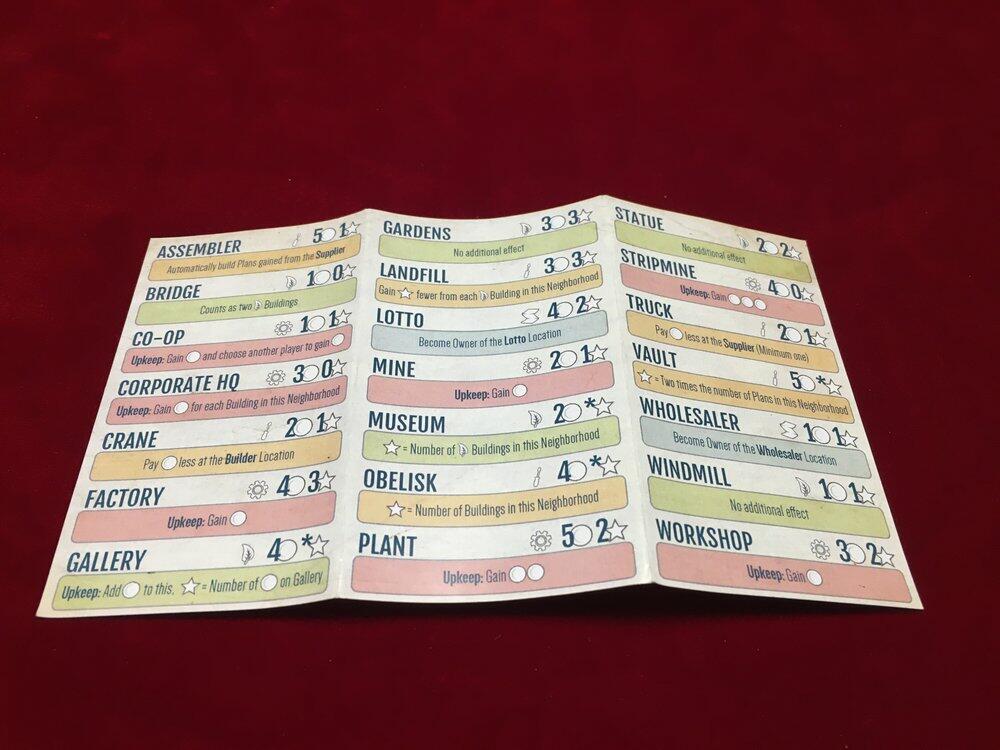 ASSEMBLER 5 1
Automatically build Plans gained from the Supplier
BRIDGE 1 0
Counts as two Buildings
CO-OP 1 1
Upkeep: Gain and choose another player to gain
CORPORATE HQ 3 0
Upkeep: Gain for each Building in this Neighborhood
CRANE 2 1
Pay less at the Builder Location
FACTORY 4 3
Upkeep: Gain
GALLERY 4 *
Upkeep: Add to this. = Number of on Gallery
GARDENS 3 3
No additional effect
LANDFILL 3 3
Gain fewer from each Building in this Neighborhood
LOTTO 4 2
Become Owner of the Lotto Location
MINE 2 1
Upkeep: Gain
MUSEUM 2 *
= Number of Buildings in this Neighborhood
OBELISK 4 *
= Number of Buildings in this Neighborhood
PLANT 5 2
Upkeep: Gain
STATUE 2 2
No additional effect
STRIPMINE 4 0
Upkeep: Gain
TRUCK 2 1
Pay less at the Supplier (Minimum one)
VAULT 5 *
= Two times the number of Plans in this Neighborhood
WHOLESALER 1 1
Become Owner of the Wholesaler Location
WINDMILL 1 1
No additional effect
WORKSHOP 3 2
Upkeep: Gain